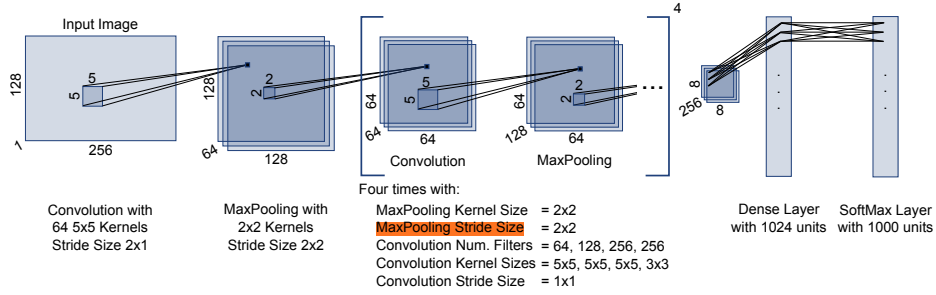 Input Image
4
128
5
5
1
256
128
2
2
64
128
64
5
5
64
64
64
2
2
128
64
...
8
256
8
Convolution
MaxPooling
Four times with:
Convolution with
64 5x5 Kernels
Stride Size 2x1
MaxPooling with
2x2 Kernels
Stride Size 2x2
MaxPooling Kernel Size = 2x2
MaxPooling Stride Size = 2x2
Convolution Num. Filters = 64, 128, 256, 256
Convolution Kernel Sizes = 5x5, 5x5, 5x5, 3x3
Convolution Stride Size = 1x1
Dense Layer
with 1024 units
SoftMax Layer
with 1000 units